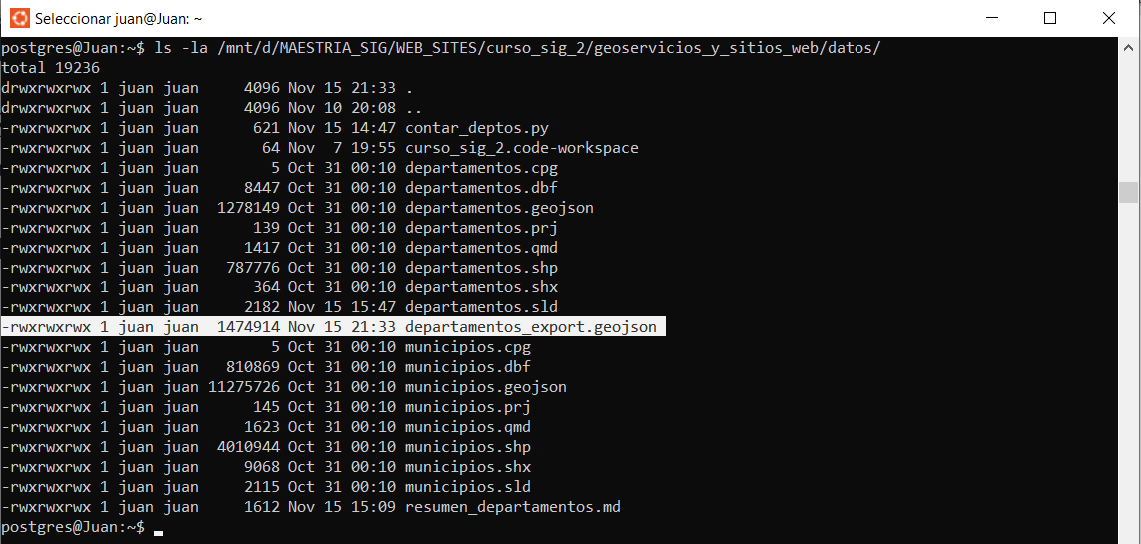 Seleccionar juan@Juan: ~
postgres@Juan:~$ ls -la /mnt/d/MAESTRIA_SIG/WEB_SITES/curso_sig_2/geoservicios_y_sitios_web/datos/
total 19236
drwxrwxrwx 1 juan juan     4096 Nov 15 21:33 .
drwxrwxrwx 1 juan juan     4096 Nov 10 20:08 ..
-rwxrwxrwx 1 juan juan      621 Nov 15 14:47 contar_deptos.py
-rwxrwxrwx 1 juan juan       64 Nov  7 19:55 curso_sig_2.code-workspace
-rwxrwxrwx 1 juan juan        5 Oct 31 00:10 departamentos.cpg
-rwxrwxrwx 1 juan juan     8447 Oct 31 00:10 departamentos.dbf
-rwxrwxrwx 1 juan juan  1278149 Oct 31 00:10 departamentos.geojson
-rwxrwxrwx 1 juan juan      139 Oct 31 00:10 departamentos.prj
-rwxrwxrwx 1 juan juan     1417 Oct 31 00:10 departamentos.qmd
-rwxrwxrwx 1 juan juan   787776 Oct 31 00:10 departamentos.shp
-rwxrwxrwx 1 juan juan      364 Oct 31 00:10 departamentos.shx
-rwxrwxrwx 1 juan juan     2182 Nov 15 15:47 departamentos.sld
-rwxrwxrwx 1 juan juan  1474914 Nov 15 21:33 departamentos_export.geojson
-rwxrwxrwx 1 juan juan        5 Oct 31 00:10 municipios.cpg
-rwxrwxrwx 1 juan juan   810869 Oct 31 00:10 municipios.dbf
-rwxrwxrwx 1 juan juan 11275726 Oct 31 00:10 municipios.geojson
-rwxrwxrwx 1 juan juan      145 Oct 31 00:10 municipios.prj
-rwxrwxrwx 1 juan juan     1623 Oct 31 00:10 municipios.qmd
-rwxrwxrwx 1 juan juan  4010944 Oct 31 00:10 municipios.shp
-rwxrwxrwx 1 juan juan     9068 Oct 31 00:10 municipios.shx
-rwxrwxrwx 1 juan juan     2115 Oct 31 00:10 municipios.sld
-rwxrwxrwx 1 juan juan     1612 Nov 15 15:09 resumen_departamentos.md
postgres@Juan:~$